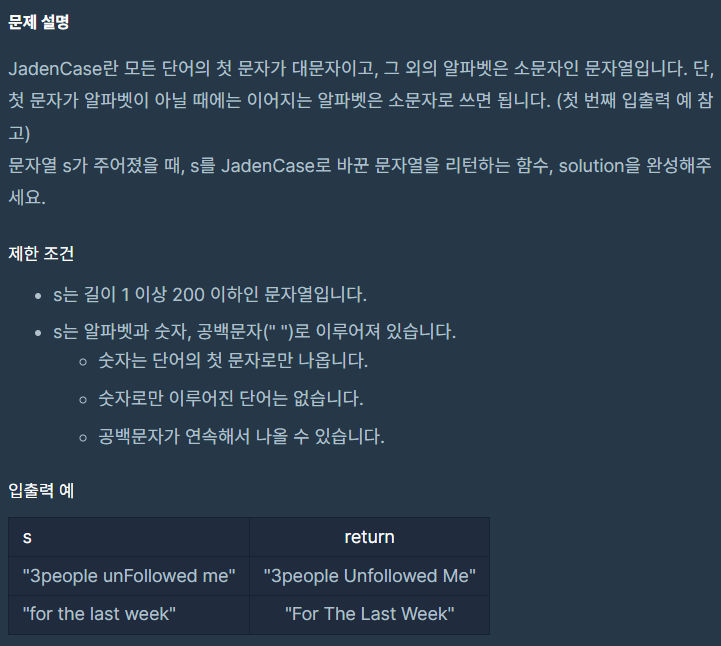 문제 설명
JadenCase란 모든 단어의 첫 문자가 대문자이고, 그 외의 알파벳은 소문자인 문자열입니다. 단,
첫 문자가 알파벳이 아닐 때에는 이어지는 알파벳은 소문자로 쓰면 됩니다. (첫 번째 입출력 예 참
고)
문자열 s가 주어졌을 때, s를 JadenCase로 바꾼 문자열을 리턴하는 함수, solution을 완성해주
세요.
제한 조건
• s는 길이 1 이상 200 이하인 문자열입니다.
• s는 알파벳과 숫자, 공백문자(" ")로 이루어져 있습니다.
◦ 숫자는 단어의 첫 문자로만 나옵니다.
◦ 숫자로만 이루어진 단어는 없습니다.
◦ 공백문자가 연속해서 나올 수 있습니다.
입출력 예
s return
"3people unFollowed me" "3people Unfollowed Me"
"for the last week" "For The Last Week"